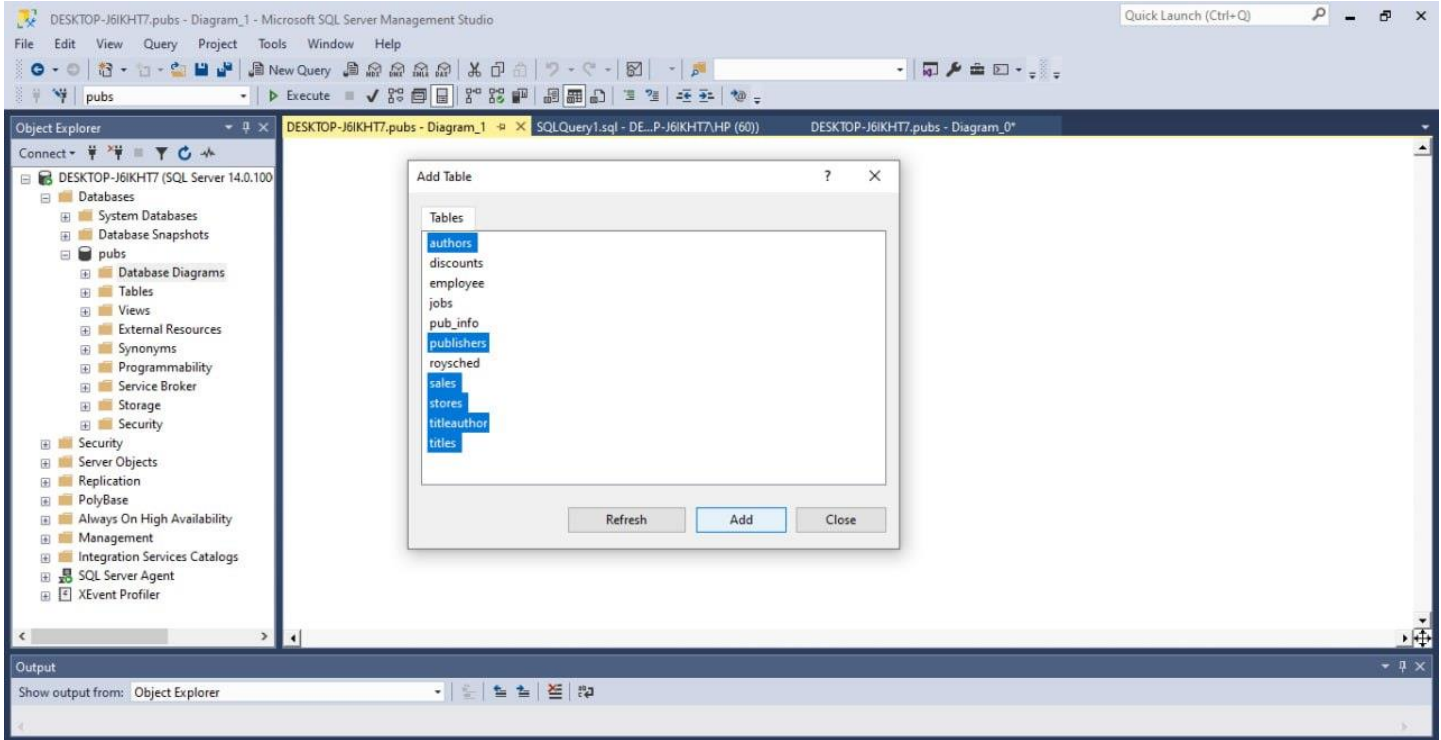 DESKTOP-J6IKHT7.pubs - Diagram_1 - Microsoft SQL Server Management Studio
Quick Launch (Ctrl+Q)
File Edit View Query Project Tools Window Help
New Query
pubs
Execute
Object Explorer
DESKTOP-J6IKHT7.pubs - Diagram_1
SQLQuery1.sql - DE...P-J6IKHT7\HP (60))
DESKTOP-J6IKHT7.pubs - Diagram_0*
Connect
DESKTOP-J6IKHT7 (SQL Server 14.0.100
Databases
System Databases
Database Snapshots
pubs
Database Diagrams
Tables
Views
External Resources
Synonyms
Programmability
Service Broker
Storage
Security
Security
Server Objects
Replication
PolyBase
Always On High Availability
Management
Integration Services Catalogs
SQL Server Agent
XEvent Profiler
Add Table
?
Tables
authors
discounts
employee
jobs
pub_info
publishers
roysched
sales
stores
titleauthor
titles
Refresh Add Close
Output
Show output from: Object Explorer